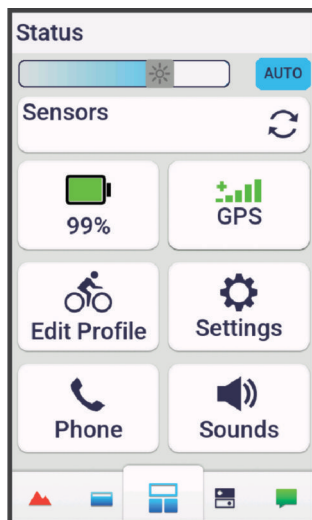 Status
AUTO
Sensors
99%
GPS
Edit Profile
Settings
Phone
Sounds